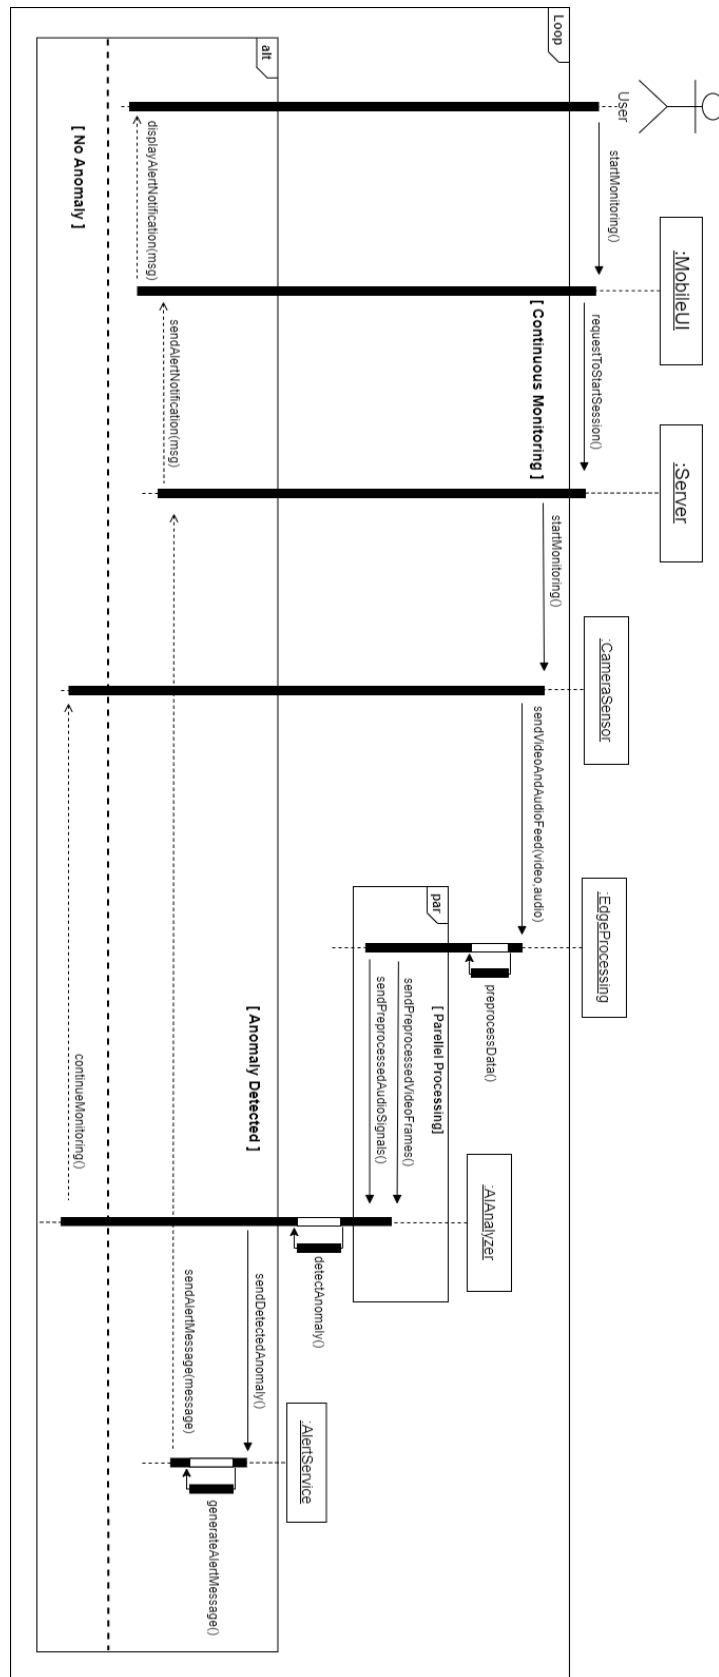 Loop
User
:MobileUI
:Server
:CameraSensor
:EdgeProcessing
:AIAnalyzer
:AlertService
startMonitoring()
requestToStartSession()
[ Continuous Monitoring ]
startMonitoring()
sendVideoAndAudioFeed(video,audio)
preprocessData()
par
[ Parellel Processing]
sendPreprocessedVideoFrames()
sendPreprocessedAudioSignals()
detectAnomaly()
alt
[ Anomaly Detected ]
sendDetectedAnomaly()
generateAlertMessage()
sendAlertMessage(message)
sendAlertNotification(msg)
displayAlertNotification(msg)
[ No Anomaly ]
continueMonitoring()